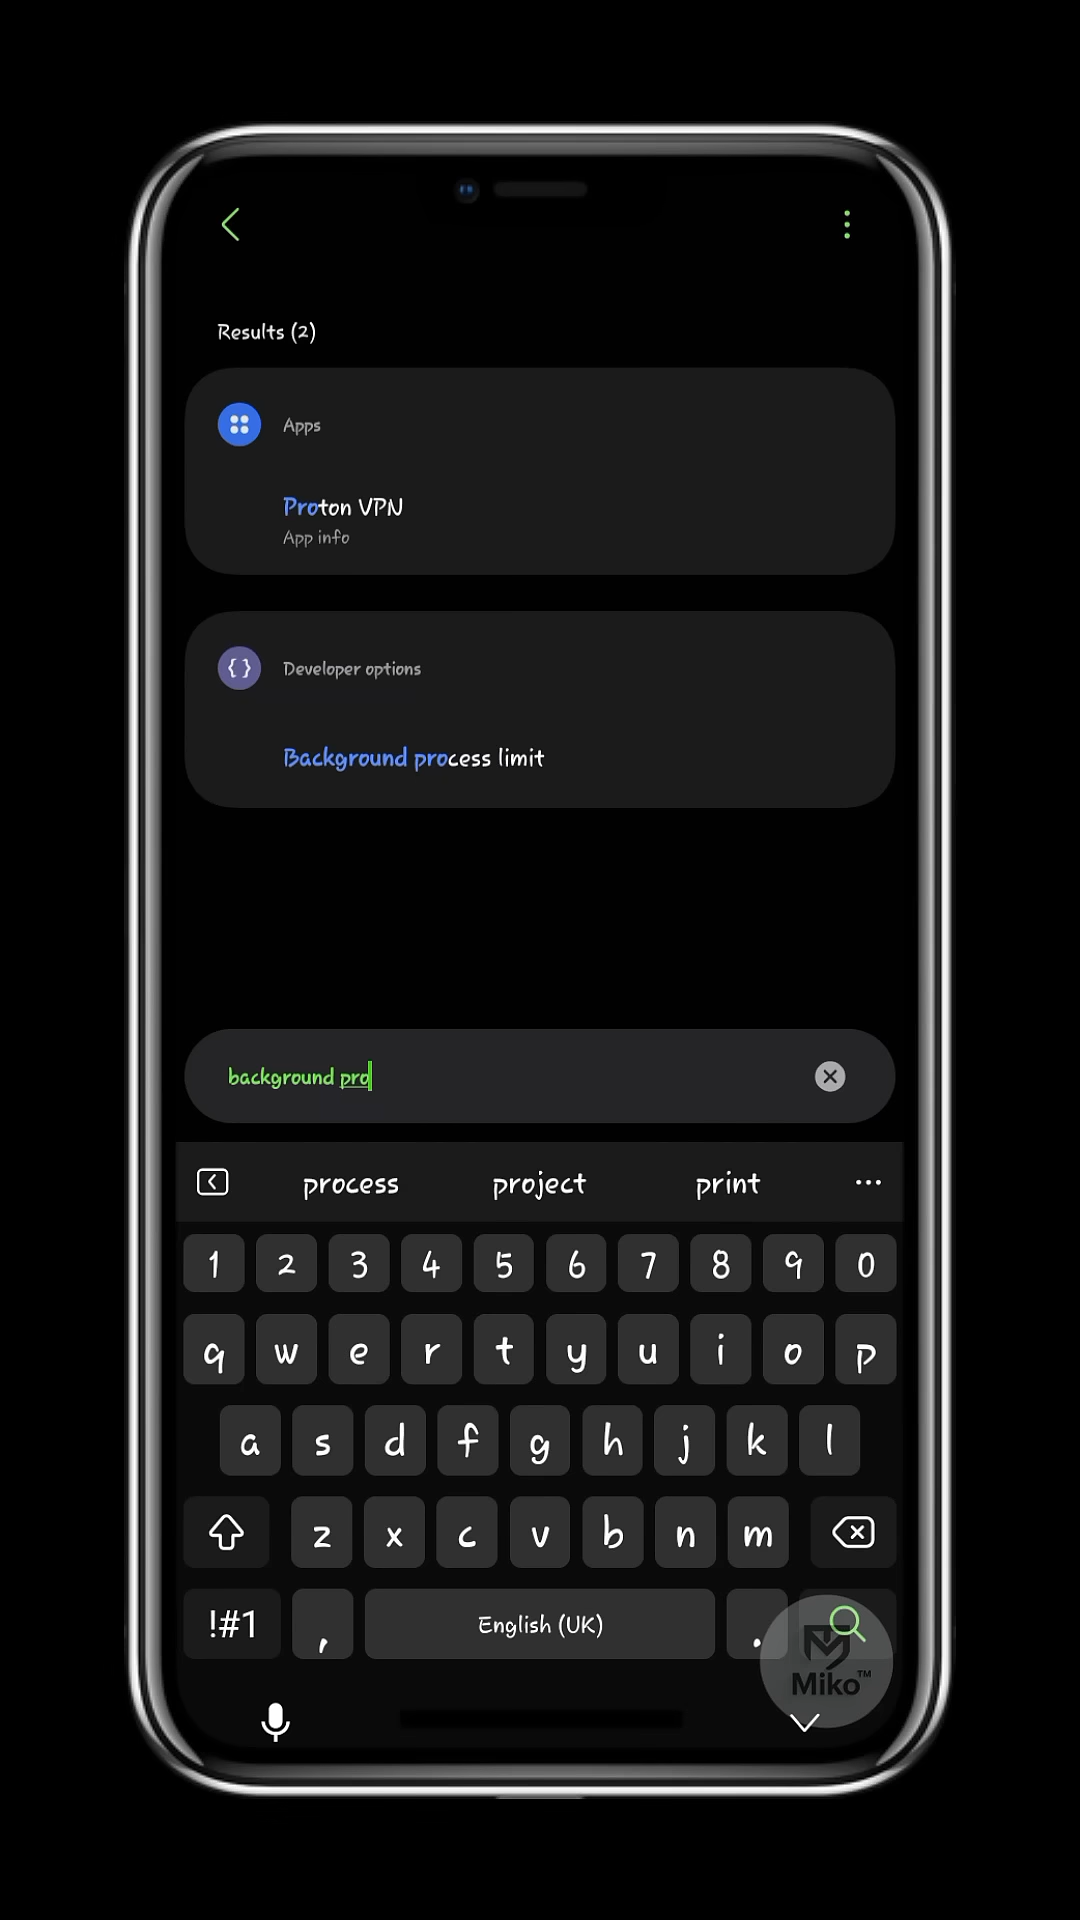 Results (2)
Apps
Proton VPN
App info
Developer options
Background process limit
background pro
process project print
1 2 3 4 5 6 7 8 9 0
q w e r t y u i o p
a s d f g h j k l
z x c v b n m
!#1 , English (UK) .
Miko™